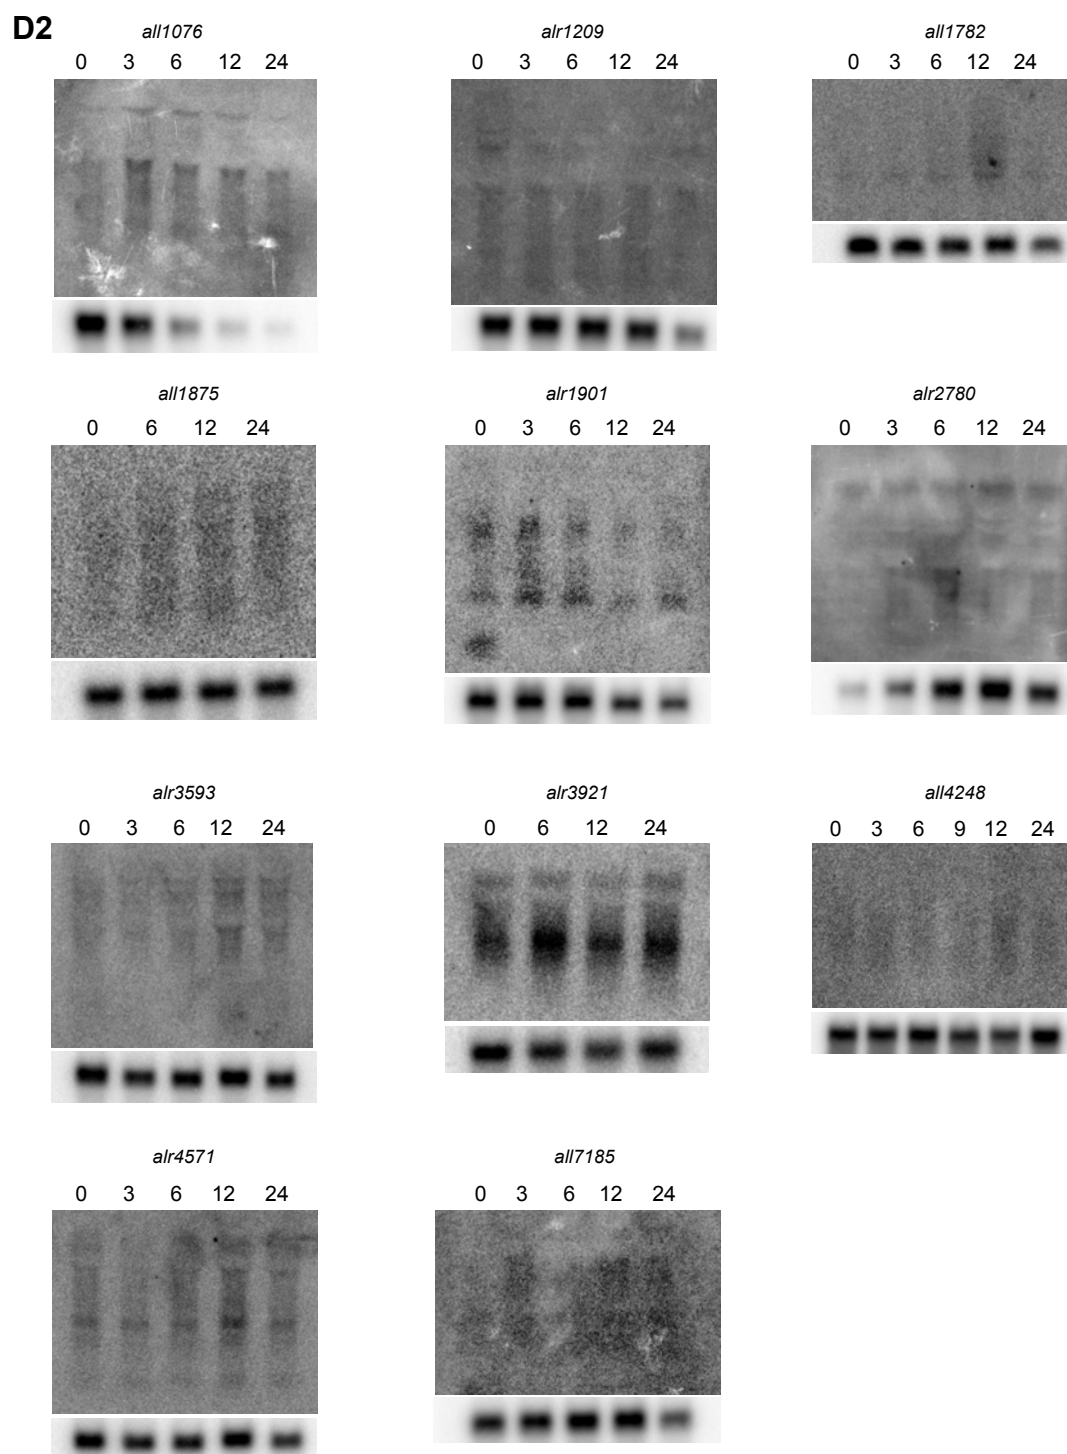 D2
all1076
0 3 6 12 24
alr1209
0 3 6 12 24
all1782
0 3 6 12 24
all1875
0 6 12 24
alr1901
0 3 6 12 24
alr2780
0 3 6 12 24
alr3593
0 3 6 12 24
alr3921
0 6 12 24
all4248
0 3 6 9 12 24
alr4571
0 3 6 12 24
all7185
0 3 6 12 24